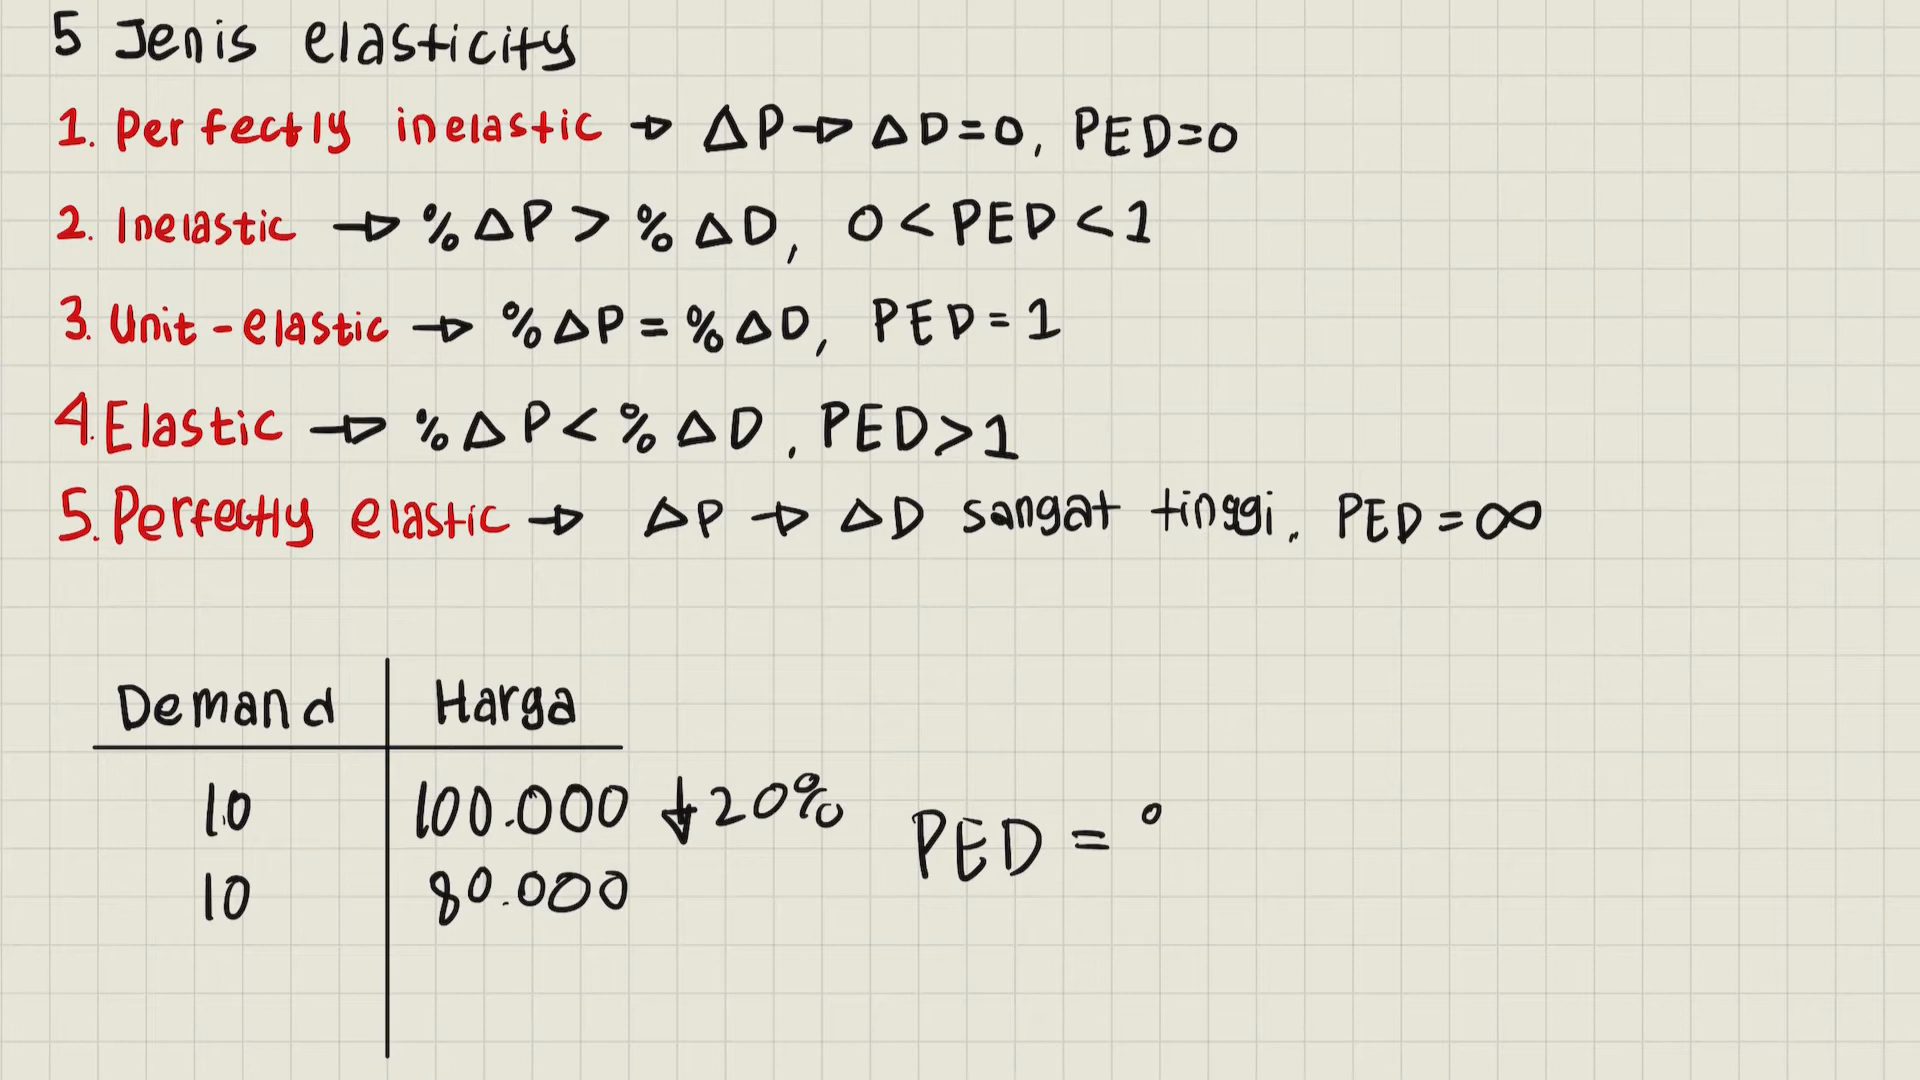 5 Jenis elasticity
1. Perfectly inelastic → ΔP → ΔD = 0, PED = 0
2. Inelastic → % ΔP > % ΔD, 0 < PED < 1
3. Unit-elastic → % ΔP = % ΔD, PED = 1
4. Elastic → % ΔP < % ΔD. PED > 1
5. Perfectly elastic → ΔP → ΔD sangat tinggi. PED = ∞
Demand Harga
10 100.000 ↓ 20%
10 80.000
PED = °